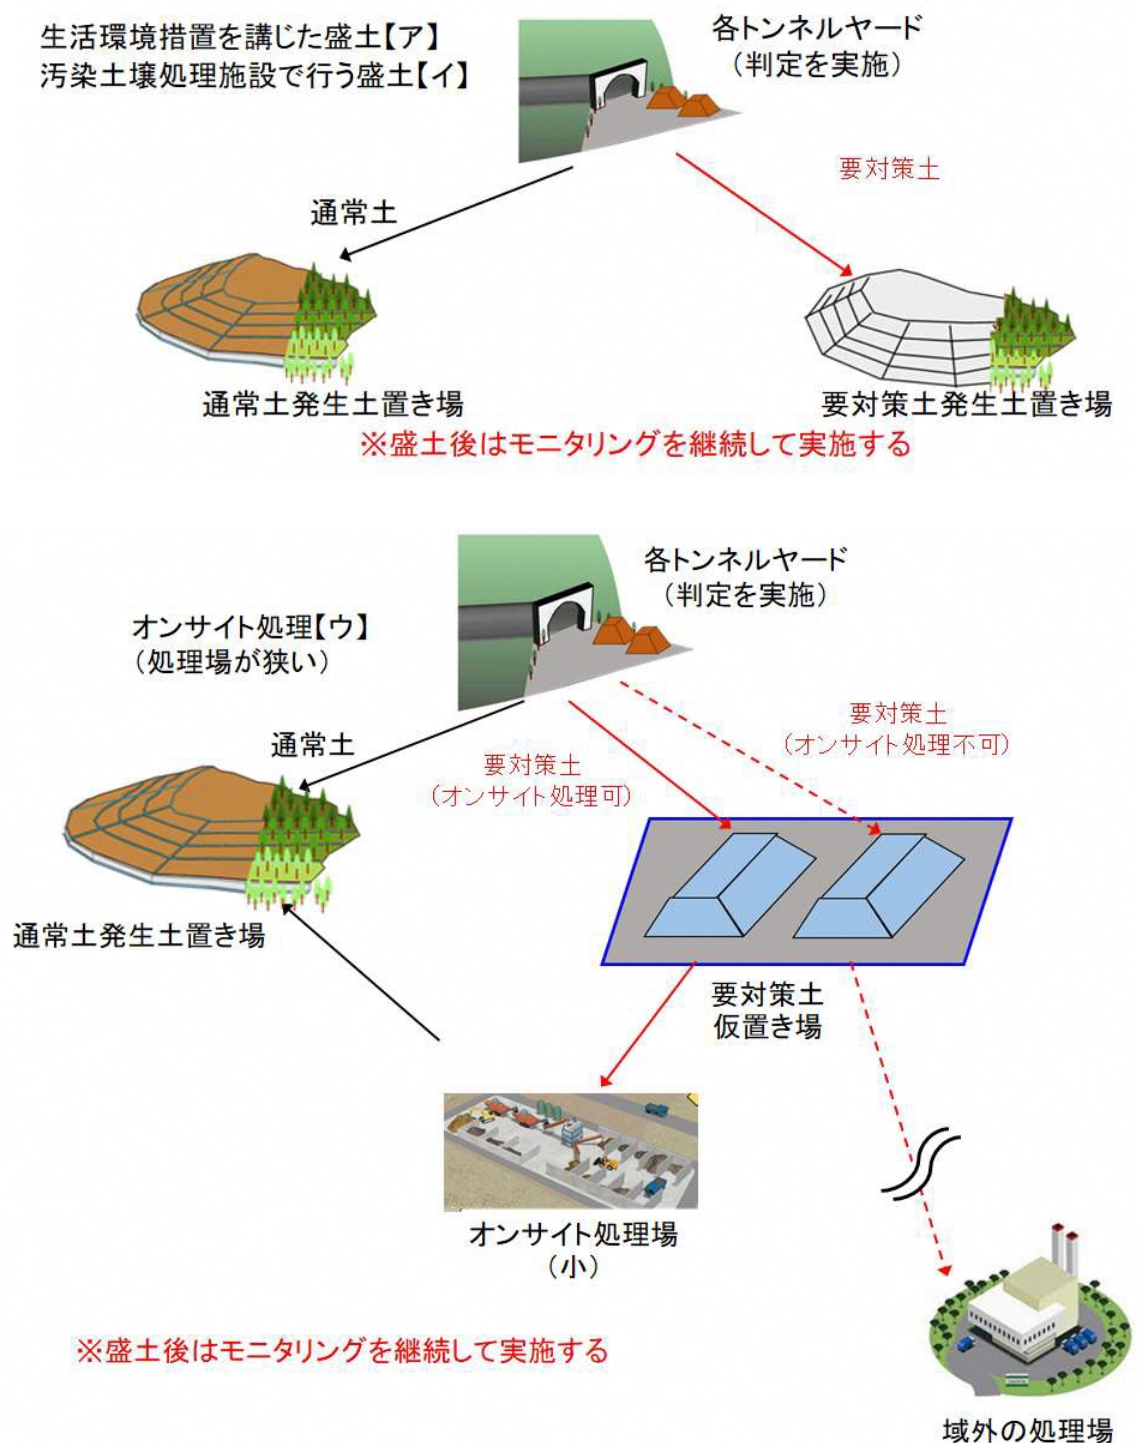 生活環境措置を講じた盛土【ア】
汚染土壌処理施設で行う盛土【イ】
各トンネルヤード
（判定を実施）
要対策土
通常土
通常土発生土置き場
要対策土発生土置き場
※盛土後はモニタリングを継続して実施する
各トンネルヤード
（判定を実施）
オンサイト処理【ウ】
（処理場が狭い）
通常土
要対策土
（オンサイト処理可）
要対策土
（オンサイト処理不可）
通常土発生土置き場
要対策土
仮置き場
オンサイト処理場
（小）
※盛土後はモニタリングを継続して実施する
域外の処理場